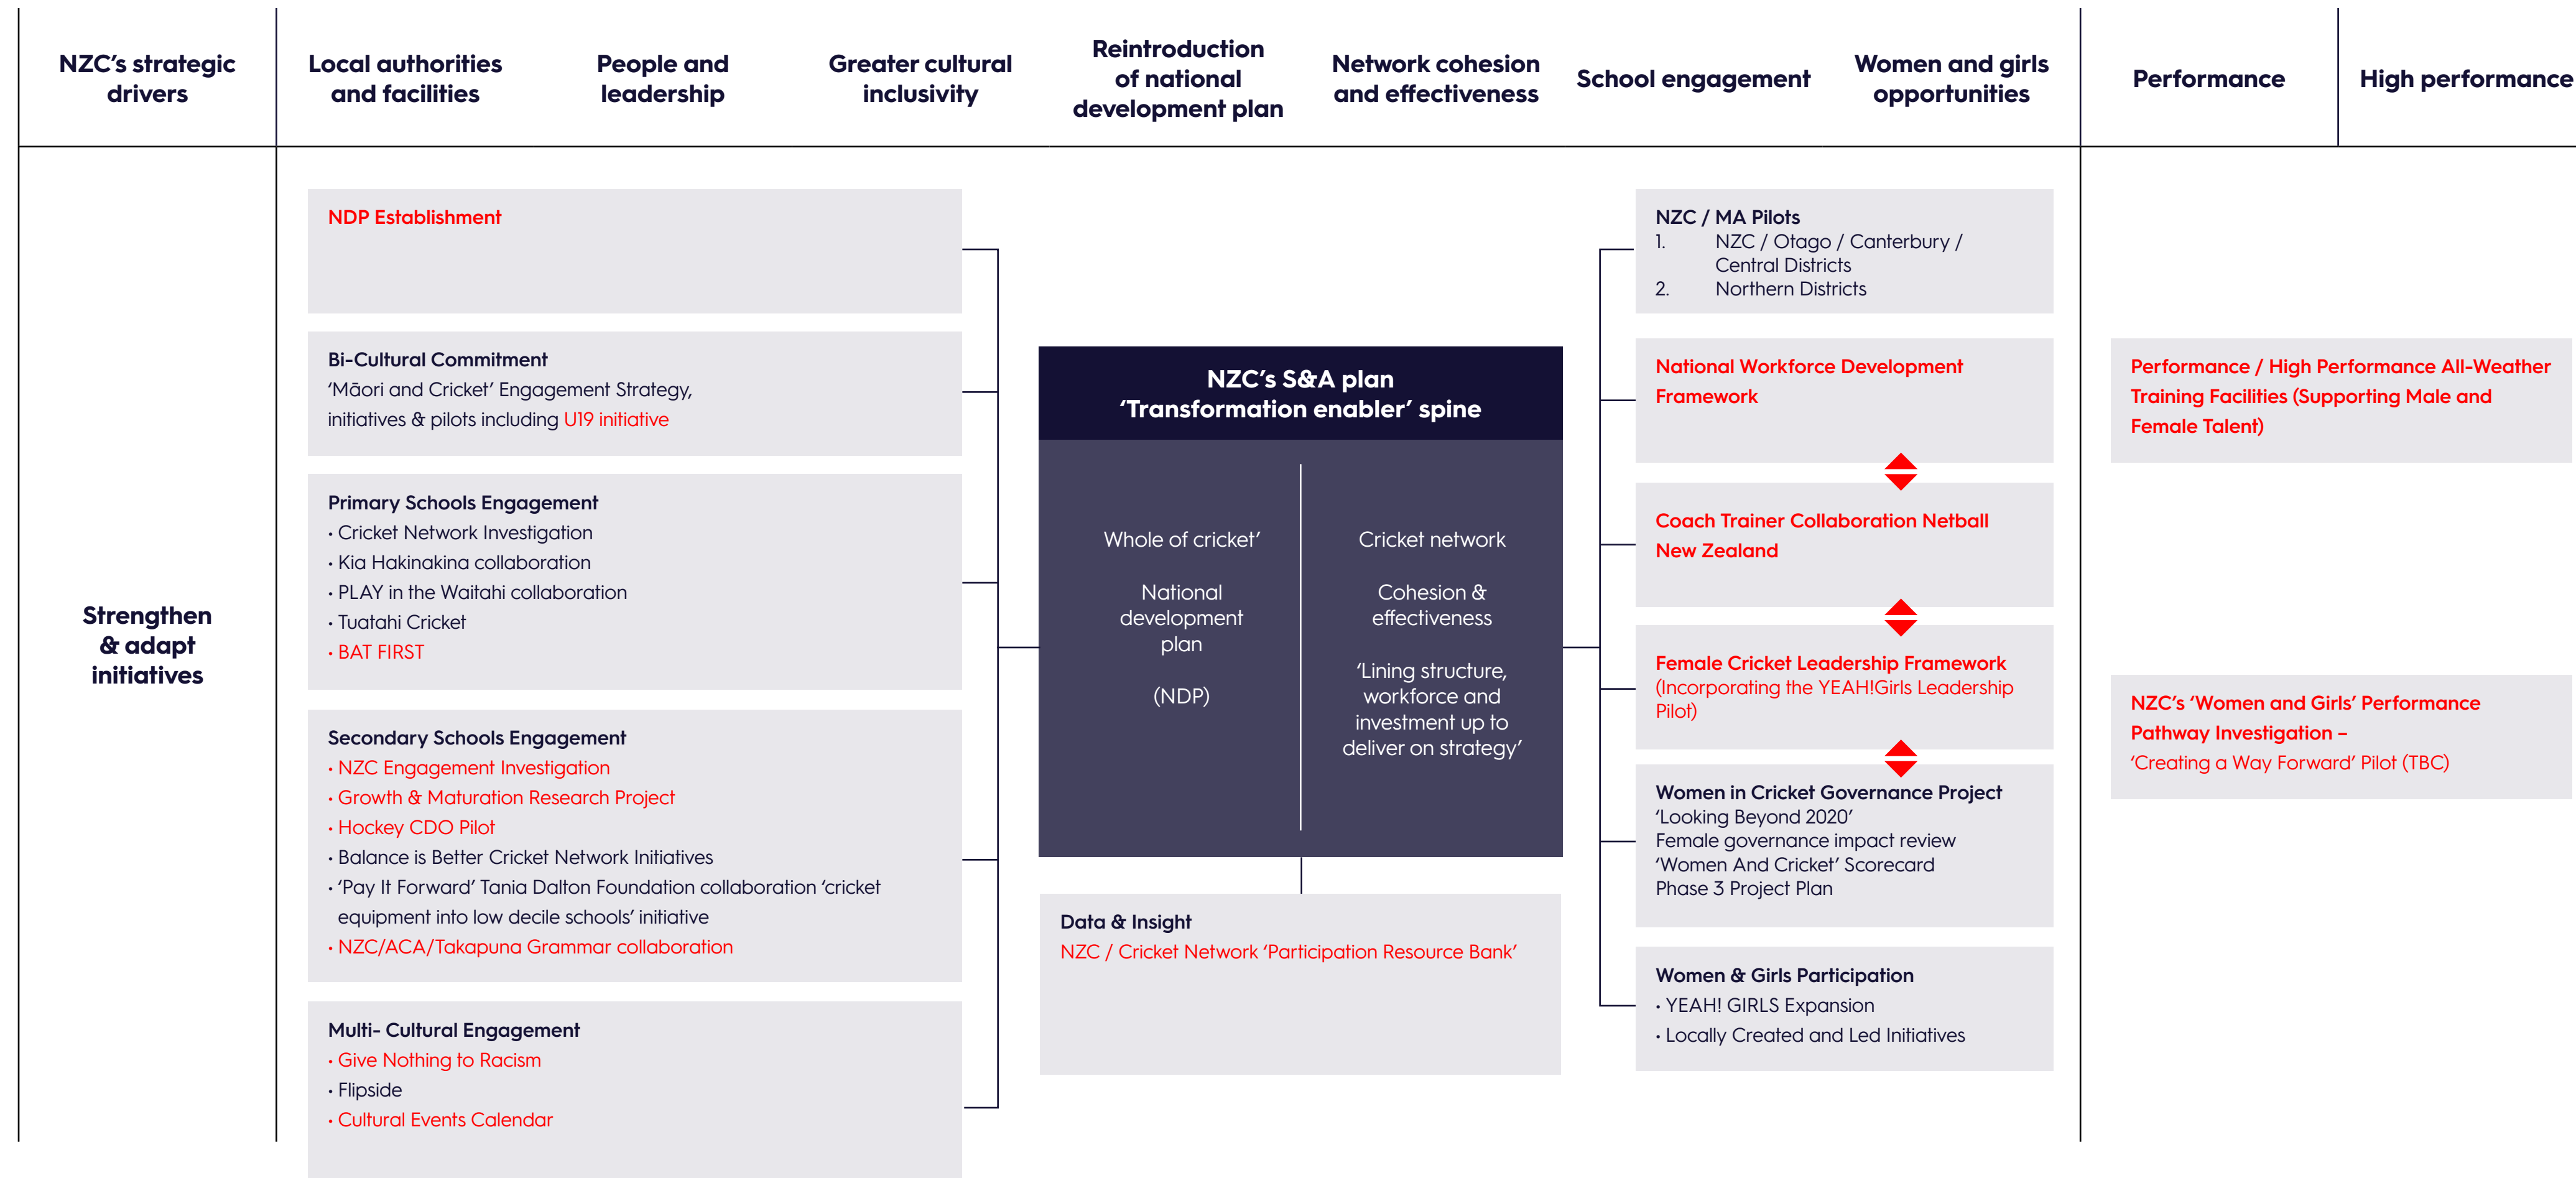 NZC’s strategic
drivers
Local authorities
and facilities
People and
leadership
Greater cultural
inclusivity
Reintroduction
of national
development plan
Network cohesion
and effectiveness
School engagement
Women and girls
opportunities
Performance
High performance
Strengthen
& adapt
initiatives
NDP Establishment
Bi-Cultural Commitment
‘Māori and Cricket’ Engagement Strategy,
initiatives & pilots including U19 initiative
Primary Schools Engagement
• Cricket Network Investigation
• Kia Hakinakina collaboration
• PLAY in the Waitahi collaboration
• Tuatahi Cricket
• BAT FIRST
Secondary Schools Engagement
• NZC Engagement Investigation
• Growth & Maturation Research Project
• Hockey CDO Pilot
• Balance is Better Cricket Network Initiatives
• ‘Pay It Forward’ Tania Dalton Foundation collaboration ‘cricket
equipment into low decile schools’ initiative
• NZC/ACA/Takapuna Grammar collaboration
Multi- Cultural Engagement
• Give Nothing to Racism
• Flipside
• Cultural Events Calendar
NZC’s S&A plan
‘Transformation enabler’ spine
Whole of cricket’
National
development
plan
(NDP)
Cricket network
Cohesion &
effectiveness
‘Lining structure,
workforce and
investment up to
deliver on strategy’
Data & Insight
NZC / Cricket Network ‘Participation Resource Bank’
NZC / MA Pilots
1. NZC / Otago / Canterbury /
Central Districts
2. Northern Districts
National Workforce Development
Framework
Coach Trainer Collaboration Netball
New Zealand
Female Cricket Leadership Framework
(Incorporating the YEAH!Girls Leadership
Pilot)
Women in Cricket Governance Project
‘Looking Beyond 2020’
Female governance impact review
‘Women And Cricket’ Scorecard
Phase 3 Project Plan
Women & Girls Participation
• YEAH! GIRLS Expansion
• Locally Created and Led Initiatives
Performance / High Performance All-Weather
Training Facilities (Supporting Male and
Female Talent)
NZC’s ‘Women and Girls’ Performance
Pathway Investigation –
‘Creating a Way Forward’ Pilot (TBC)